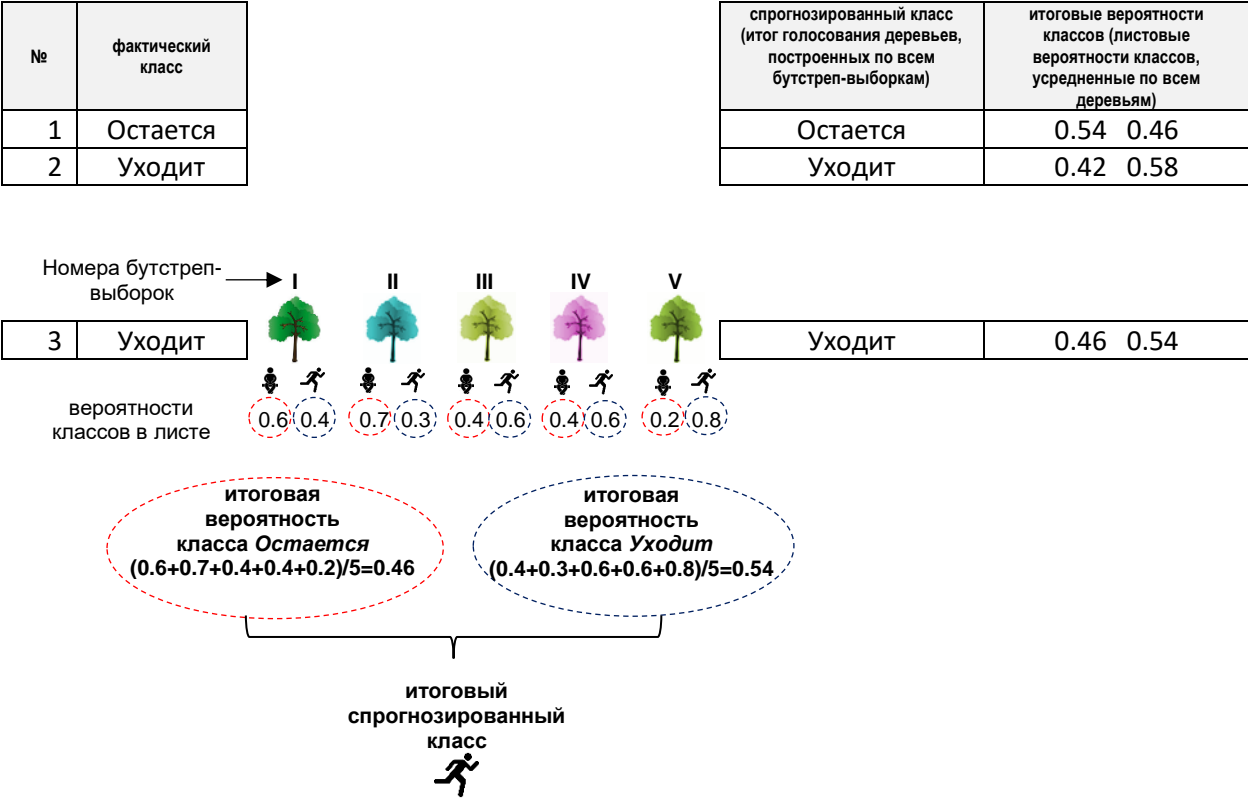 №
фактический
класс
спрогнозированный класс
(итог голосования деревьев,
построенных по всем
бутстреп-выборкам)
итоговые вероятности
классов (листовые
вероятности классов,
усредненные по всем
деревьям)
1 Остается Остается 0.54 0.46
2 Уходит Уходит 0.42 0.58
Номера бутстреп-
выборок
I II III IV V
3 Уходит Уходит 0.46 0.54
вероятности
классов в листе
0.6 0.4 0.7 0.3 0.4 0.6 0.4 0.6 0.2 0.8
итоговая
вероятность
класса Остается
(0.6+0.7+0.4+0.4+0.2)/5=0.46
итоговая
вероятность
класса Уходит
(0.4+0.3+0.6+0.6+0.8)/5=0.54
итоговый
спрогнозированный
класс